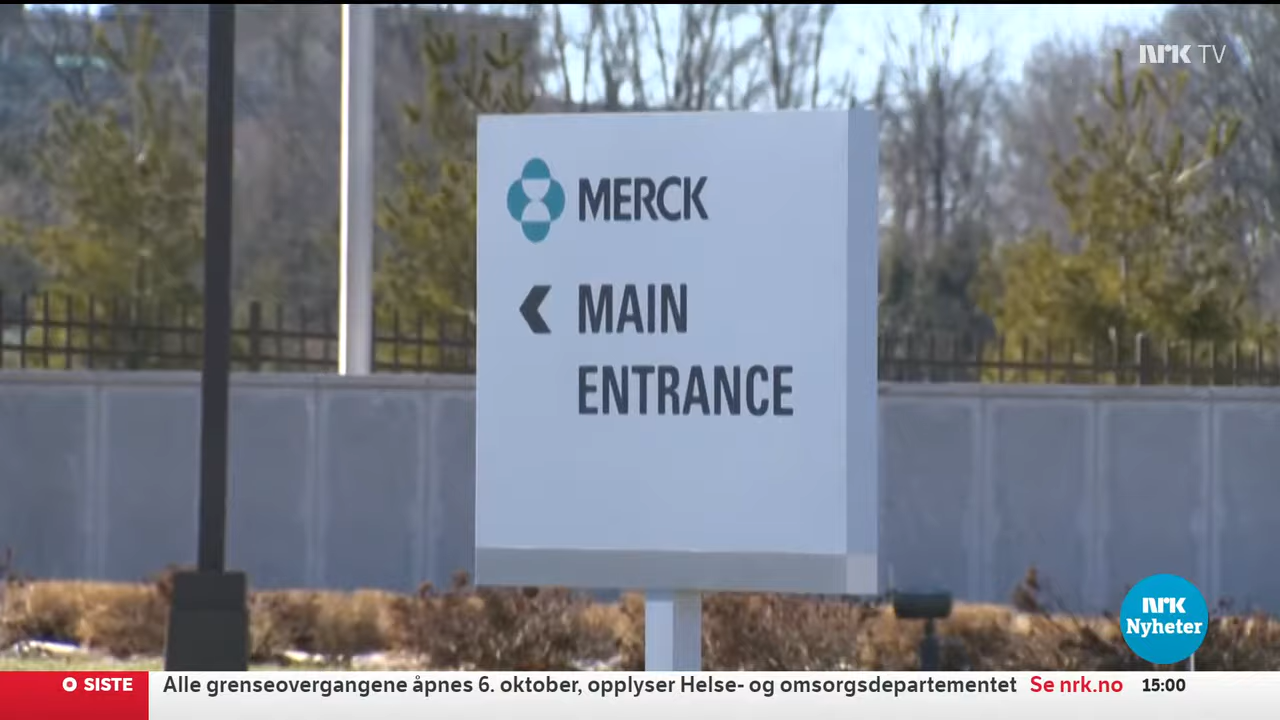 NRK TV
MERCK
MAIN
ENTRANCE
NRK
Nyheter
SISTE Alle grenseovergangene åpnes 6. oktober, opplyser Helse- og omsorgsdepartementet Se nrk.no 15:00